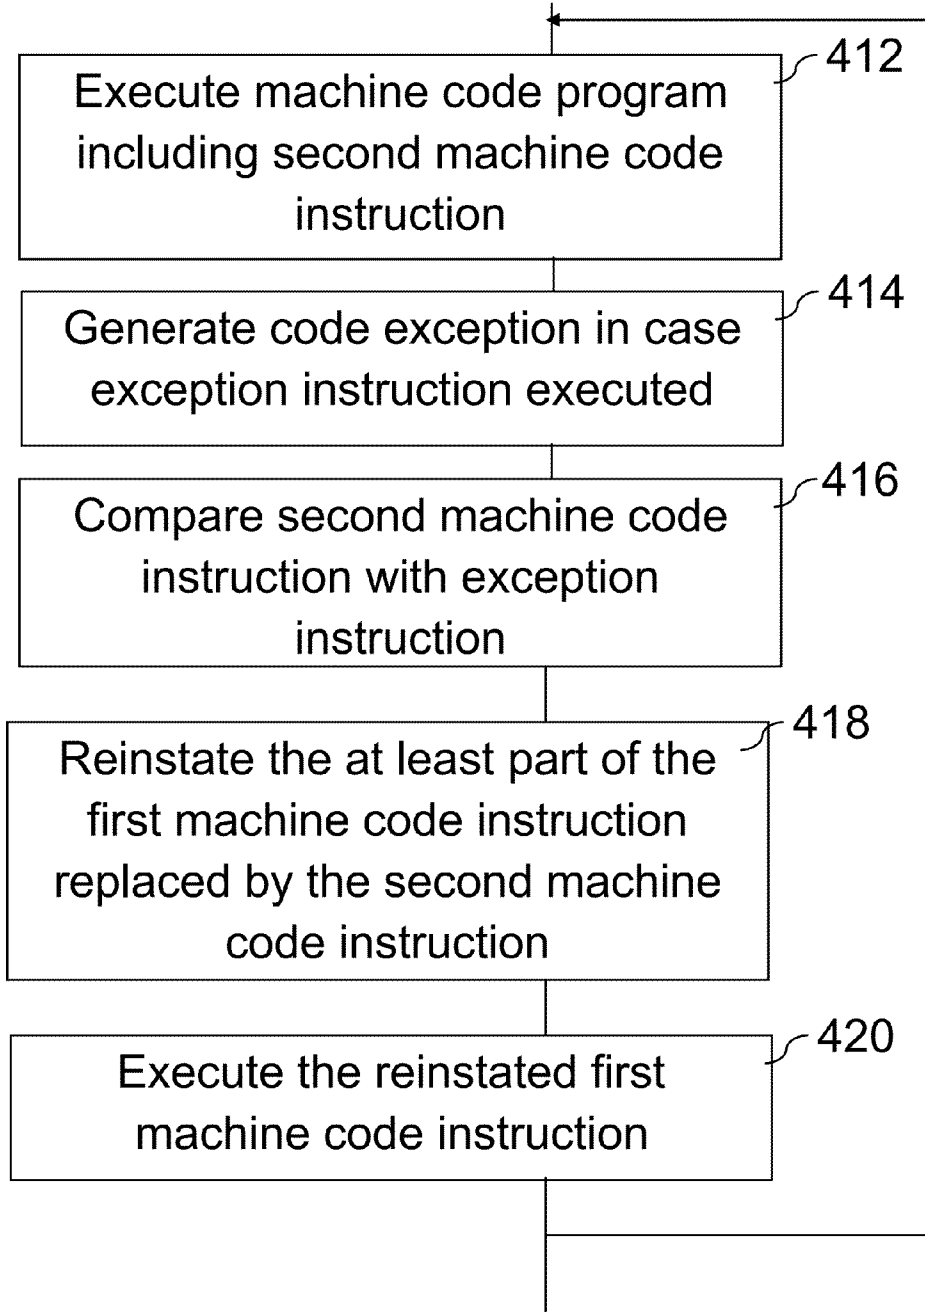 412
Execute machine code program
including second machine code
instruction
414
Generate code exception in case
exception instruction executed
416
Compare second machine code
instruction with exception
instruction
418
Reinstate the at least part of the
first machine code instruction
replaced by the second machine
code instruction
420
Execute the reinstated first
machine code instruction